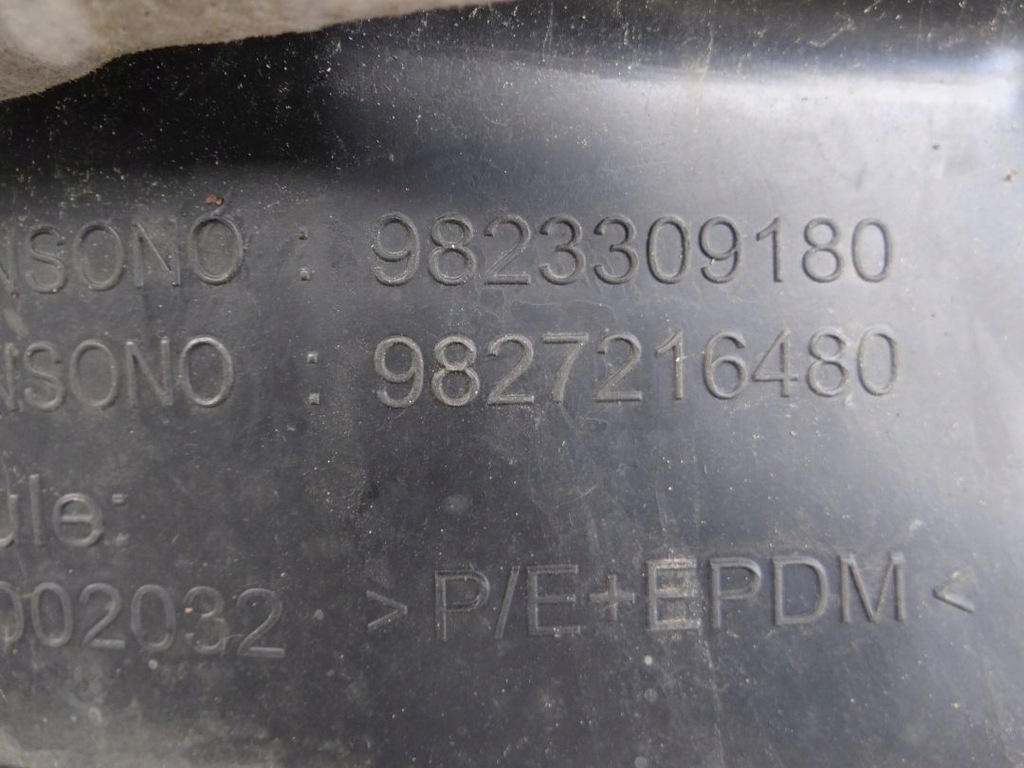 NSONO : 9823309180
NSONO : 9827216480
ule:
002032 > P/E+EPDM <